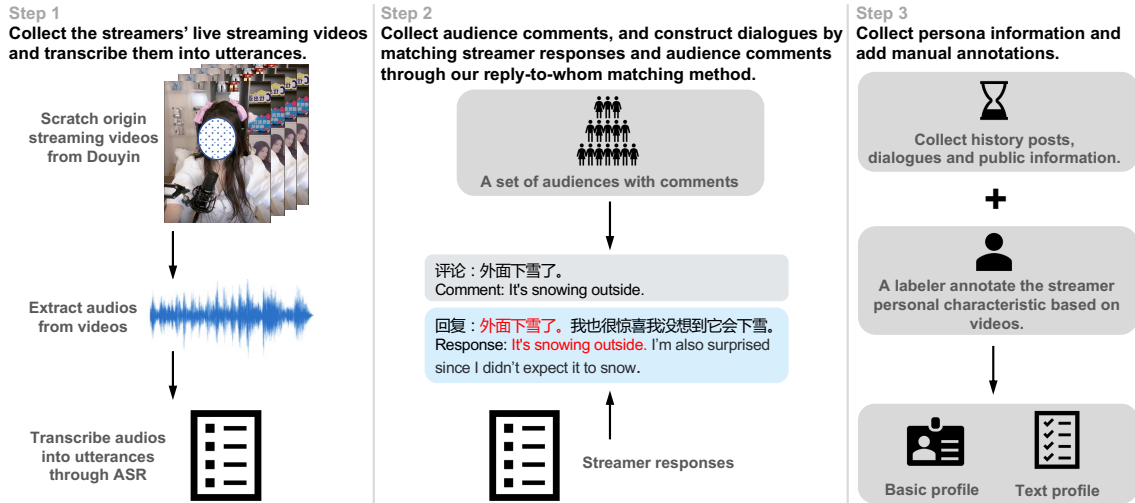 Step 1
Collect the streamers' live streaming videos
and transcribe them into utterances.
Scratch origin
streaming videos
from Douyin
Extract audios
from videos
Transcribe audios
into utterances
through ASR
Step 2
Collect audience comments, and construct dialogues by
matching streamer responses and audience comments
through our reply-to-whom matching method.
A set of audiences with comments
评论：外面下雪了。
Comment: It's snowing outside.
回复：外面下雪了。我也很惊喜我没想到它会下雪。
Response: It's snowing outside. I'm also surprised
since I didn't expect it to snow.
Streamer responses
Step 3
Collect persona information and
add manual annotations.
Collect history posts,
dialogues and public information.
+
A labeler annotate the streamer
personal characteristic based on
videos.
Basic profile
Text profile